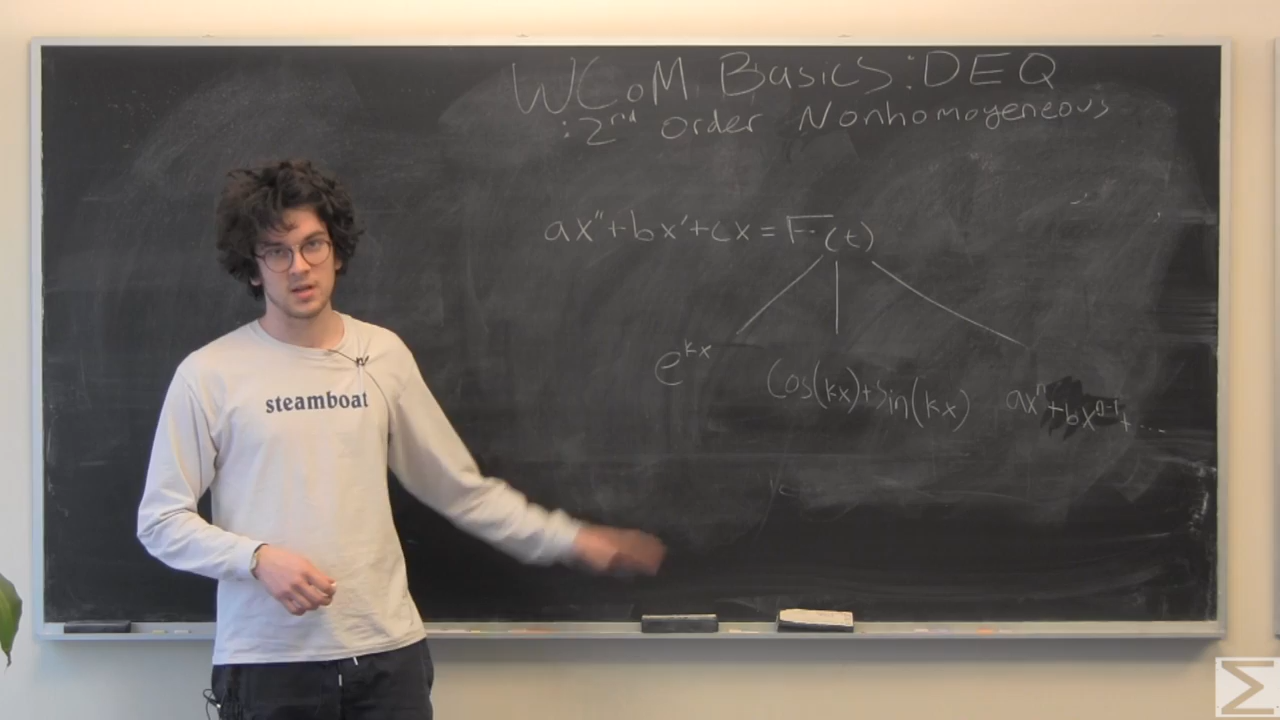 WCoM Basics: DEQ
: 2nd order Nonhomogeneous
ax"+bx'+cx=F(t)
e^kx
Cos(kx)+Sin(kx)
ax^n+bx^n-1+...
steamboat
Σ